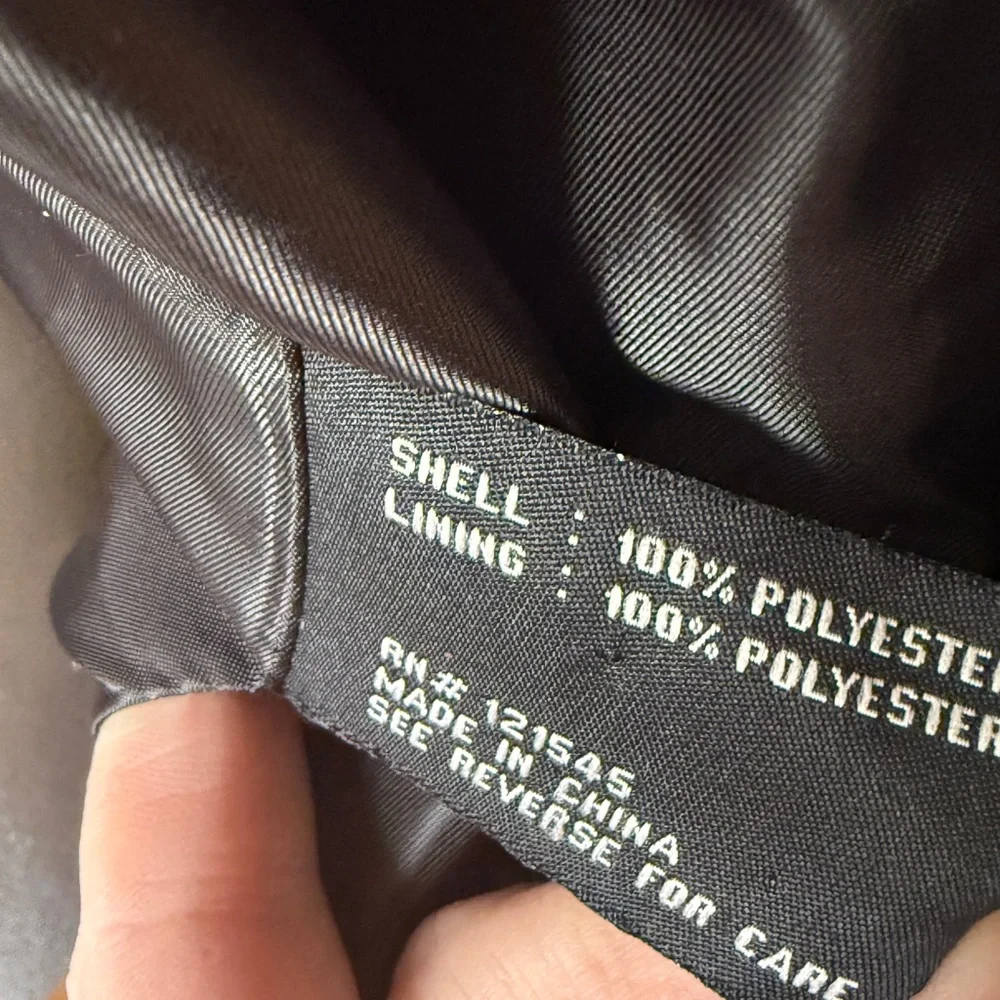 SHELL : 100% POLYESTER
LINING : 100% POLYESTER
RN# 121545
MADE IN CHINA
SEE REVERSE FOR CARE